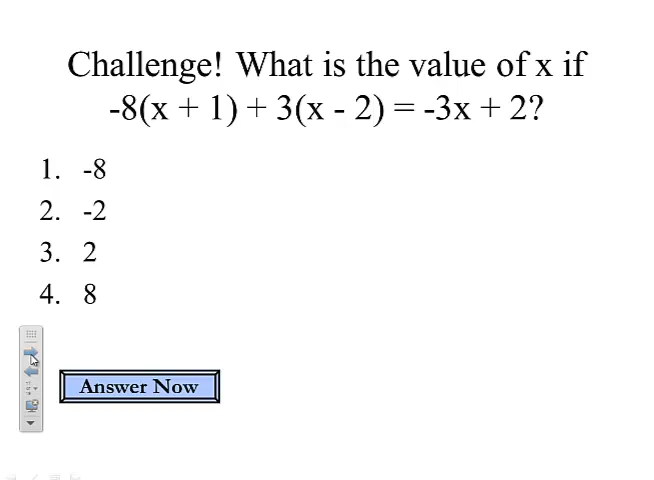 Challenge! What is the value of x if
-8(x + 1) + 3(x - 2) = -3x + 2?
1. -8
2. -2
3. 2
4. 8
Answer Now